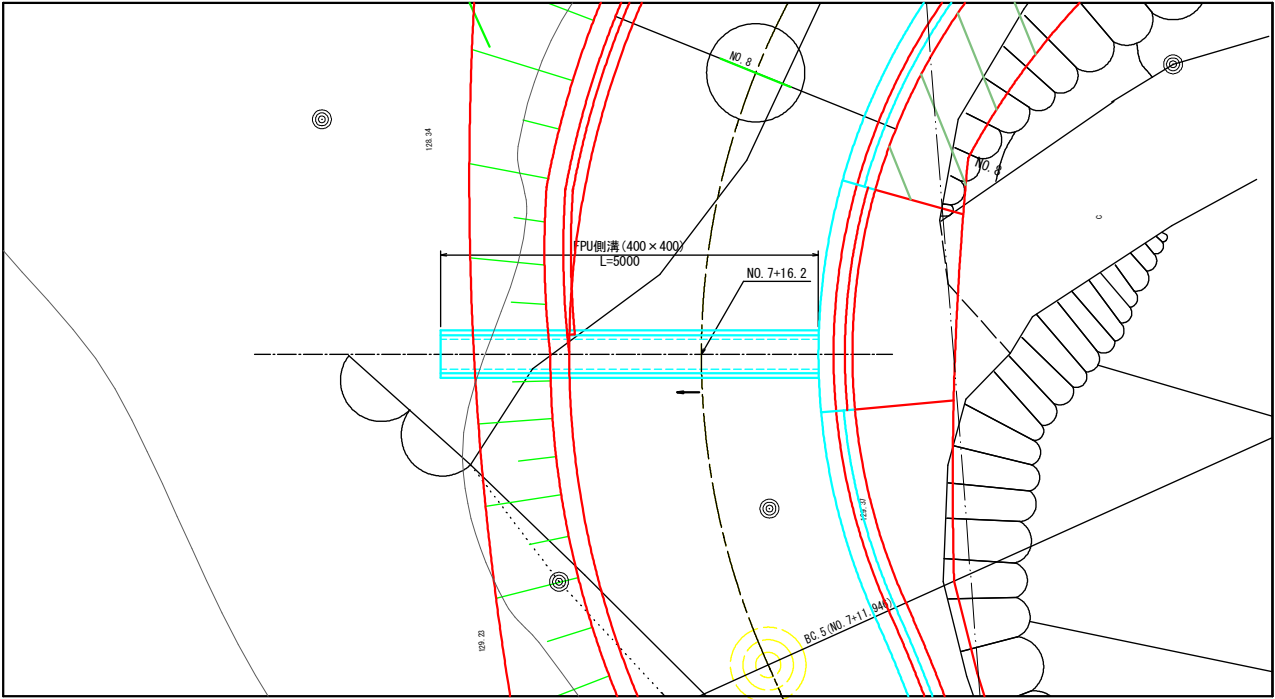 NO.8
128.34
NO.8
C
FPU側溝(400×400)
L=5000
NO.7+16.2
129.37
BC.5(NO.7+11.946)
129.23